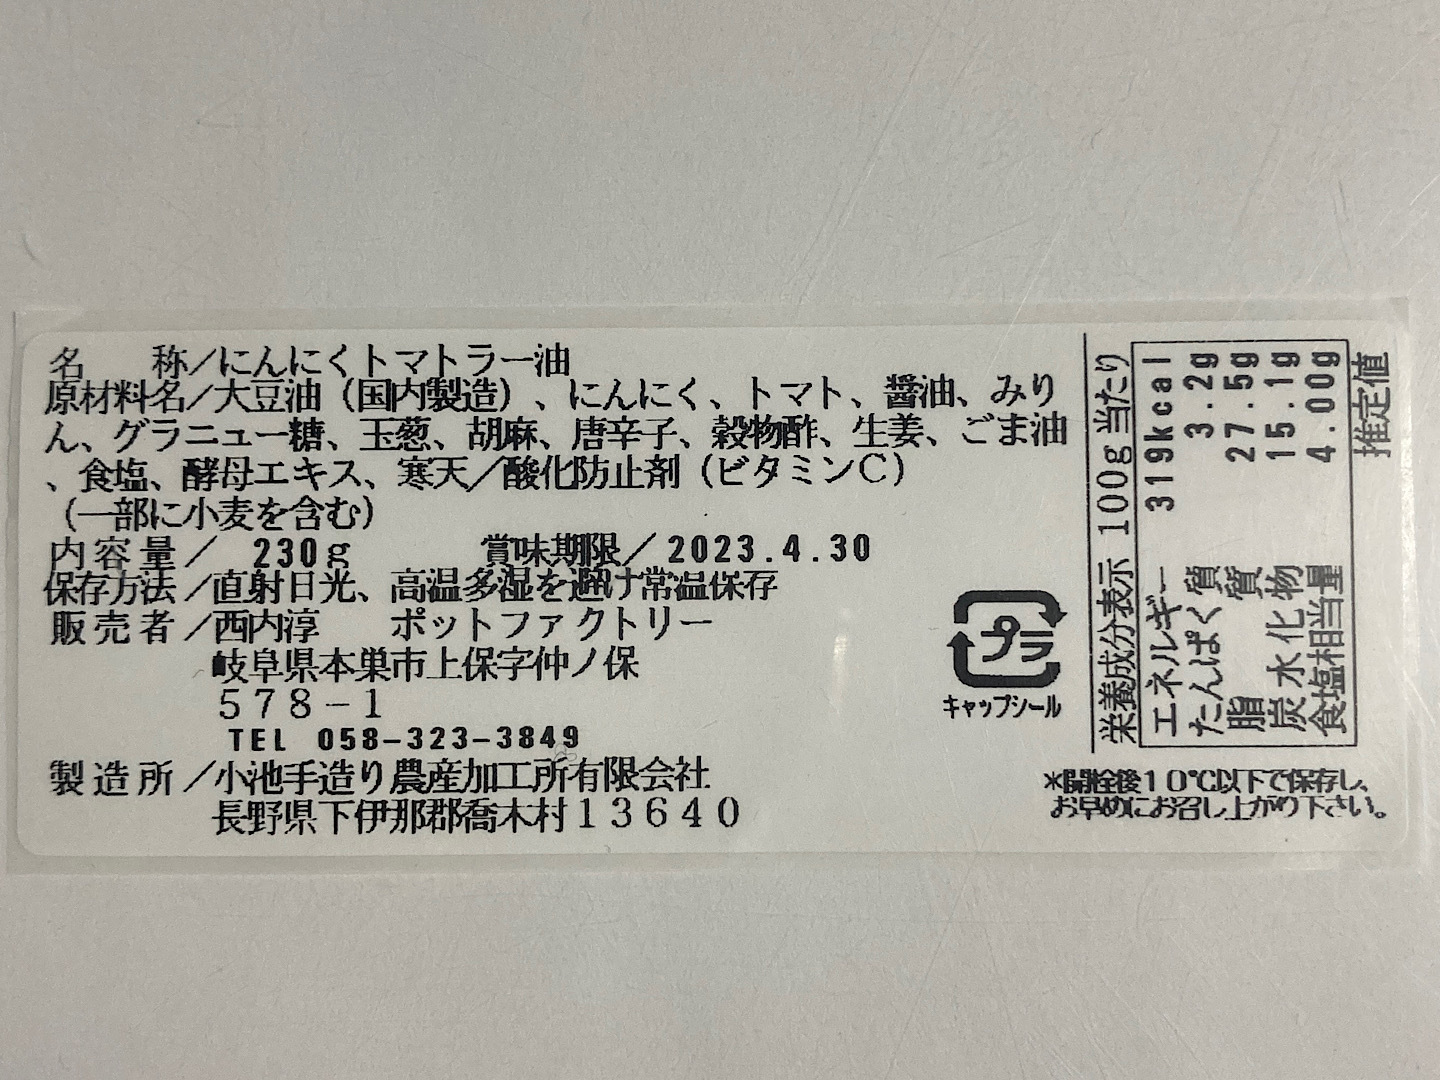 名　　称／にんにくトマトラー油
原材料名／大豆油（国内製造）、にんにく、トマト、醤油、みり
ん、グラニュー糖、玉葱、胡麻、唐辛子、穀物酢、生姜、ごま油
、食塩、酵母エキス、寒天／酸化防止剤（ビタミンC）
（一部に小麦を含む）
内容量／　230g　賞味期限／2023.4.30
保存方法／直射日光、高温多湿を避け常温保存
販売者／西内淳　　ポットファクトリー
岐阜県本巣市上保字仲ノ保
578－1
TEL 058-323-3849
製造所／小池手造り農産加工所有限会社
長野県下伊那郡喬木村13640
プラ
キャップシール
栄養成分表示 100g当たり
エネルギー 319kcal
たんぱく質 3.2g
脂質 27.5g
炭水化物 15.1g
食塩相当量 4.00g
推定値
*開栓後10℃以下で保存し、
お早めにお召し上がり下さい。